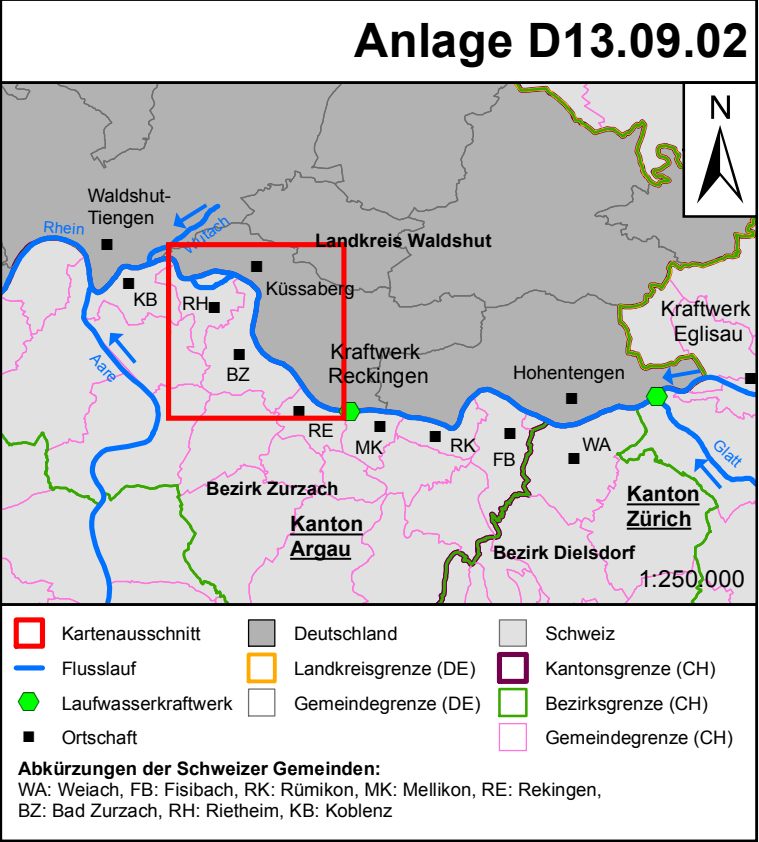 Anlage D13.09.02
N
Waldshut-
Tiengen
Rhein
Wutach
Landkreis Waldshut
Küssaberg
KB
RH
Kraftwerk
Eglisau
Aare
BZ
Kraftwerk
Reckingen
Hohentengen
RE
MK
RK
FB
WA
Glatt
Bezirk Zurzach
Kanton
Argau
Kanton
Zürich
Bezirk Dielsdorf
1:250.000
Kartenausschnitt
Deutschland
Schweiz
Flusslauf
Landkreisgrenze (DE)
Kantonsgrenze (CH)
Laufwasserkraftwerk
Gemeindegrenze (DE)
Bezirksgrenze (CH)
Ortschaft
Gemeindegrenze (CH)
Abkürzungen der Schweizer Gemeinden:
WA: Weiach, FB: Fisibach, RK: Rümikon, MK: Mellikon, RE: Rekingen,
BZ: Bad Zurzach, RH: Rietheim, KB: Koblenz